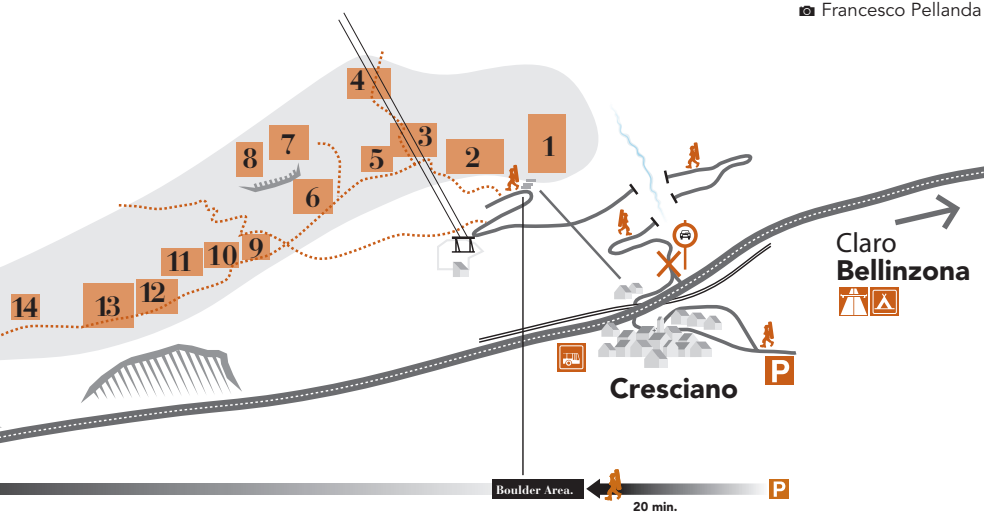 Francesco Pellanda
4
1
3
7
2
8
5
6
9
10
11
12
13
14
Claro
Bellinzona
P
Cresciano
Boulder Area.
P
20 min.